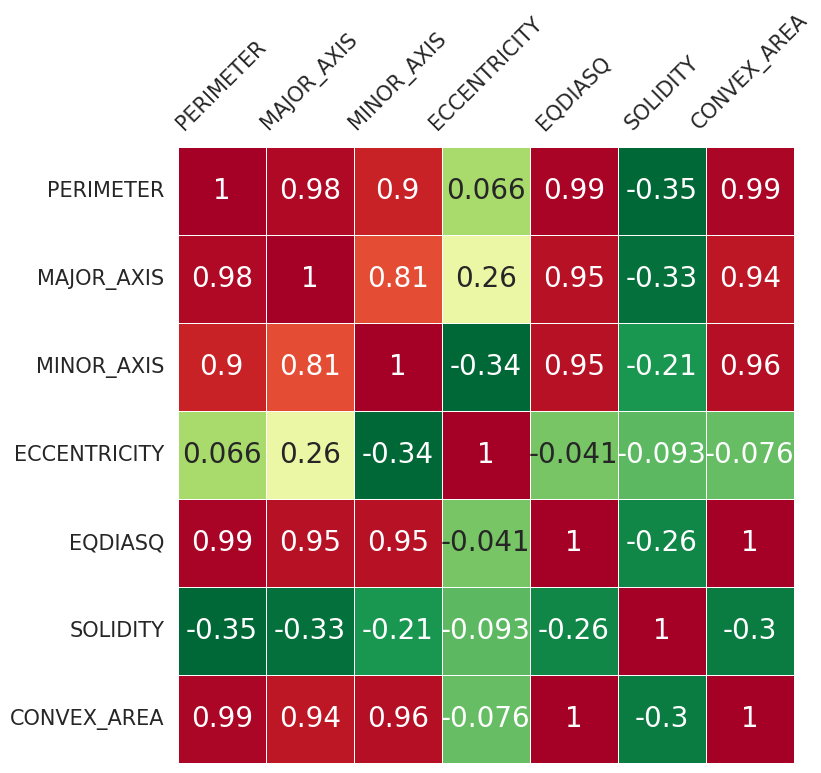 PERIMETER MAJOR_AXIS MINOR_AXIS ECCENTRICITY EQDIASQ SOLIDITY CONVEX_AREA
PERIMETER 1 0.98 0.9 0.066 0.99 -0.35 0.99
MAJOR_AXIS 0.98 1 0.81 0.26 0.95 -0.33 0.94
MINOR_AXIS 0.9 0.81 1 -0.34 0.95 -0.21 0.96
ECCENTRICITY 0.066 0.26 -0.34 1 -0.041 -0.093 -0.076
EQDIASQ 0.99 0.95 0.95 -0.041 1 -0.26 1
SOLIDITY -0.35 -0.33 -0.21 -0.093 -0.26 1 -0.3
CONVEX_AREA 0.99 0.94 0.96 -0.076 1 -0.3 1